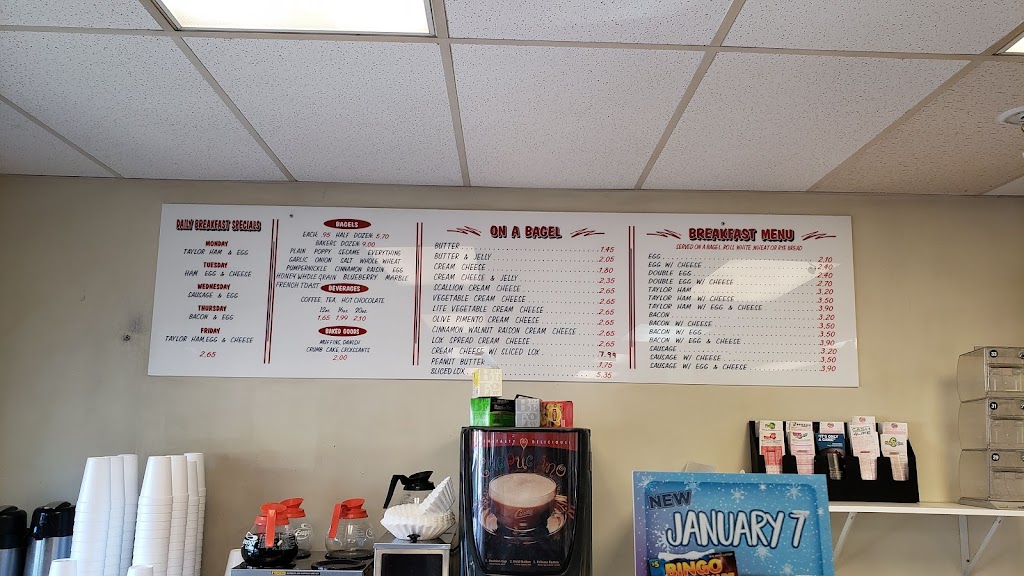 DAILY BREAKFAST SPECIALS
MONDAY
TAYLOR HAM & EGG
TUESDAY
HAM EGG & CHEESE
WEDNESDAY
SAUSAGE & EGG
THURSDAY
BACON & EGG
FRIDAY
TAYLOR HAM, EGG & CHEESE
2.65
BAGELS
EACH .95 HALF DOZEN 5.70
BAKERS DOZEN 9.00
PLAIN POPPY SESAME EVERYTHING
GARLIC ONION SALT WHOLE WHEAT
PUMPERNICKLE CINNAMON RAISIN EGG
HONEY WHOLE GRAIN BLUEBERRY MARBLE
FRENCH TOAST
BEVERAGES
COFFEE, TEA, HOT CHOCOLATE
12oz. 16oz. 20oz.
1.65 1.99 2.10
BAKED GOODS
MUFFINS, DANISH
CRUMB CAKE, CROISSANTS
2.00
ON A BAGEL
BUTTER 1.45
BUTTER & JELLY 2.05
CREAM CHEESE 1.80
CREAM CHEESE & JELLY 2.35
SCALLION CREAM CHEESE 2.65
VEGETABLE CREAM CHEESE 2.65
LITE VEGETABLE CREAM CHEESE 2.65
OLIVE PIMENTO CREAM CHEESE 2.65
CINNAMON WALNUT RAISON CREAM CHEESE 2.65
LOX SPREAD CREAM CHEESE 2.65
CREAM CHEESE W/ SLICED LOX 7.99
PEANUT BUTTER 1.75
SLICED LOX 5.35
BREAKFAST MENU
SERVED ON A BAGEL, ROLL WHITE, WHEAT OR RYE BREAD
EGG 2.10
EGG W/ CHEESE 2.40
DOUBLE EGG 2.40
DOUBLE EGG W/ CHEESE 2.70
TAYLOR HAM 3.20
TAYLOR HAM W/ CHEESE 3.50
TAYLOR HAM W/ EGG & CHEESE 3.90
BACON 3.20
BACON W/ CHEESE 3.50
BACON W/ EGG 3.50
BACON W/ EGG & CHEESE 3.90
SAUSAGE 3.20
SAUSAGE W/ CHEESE 3.50
SAUSAGE W/ EGG & CHEESE 3.90
NEW
JANUARY 7
$5 BINGO